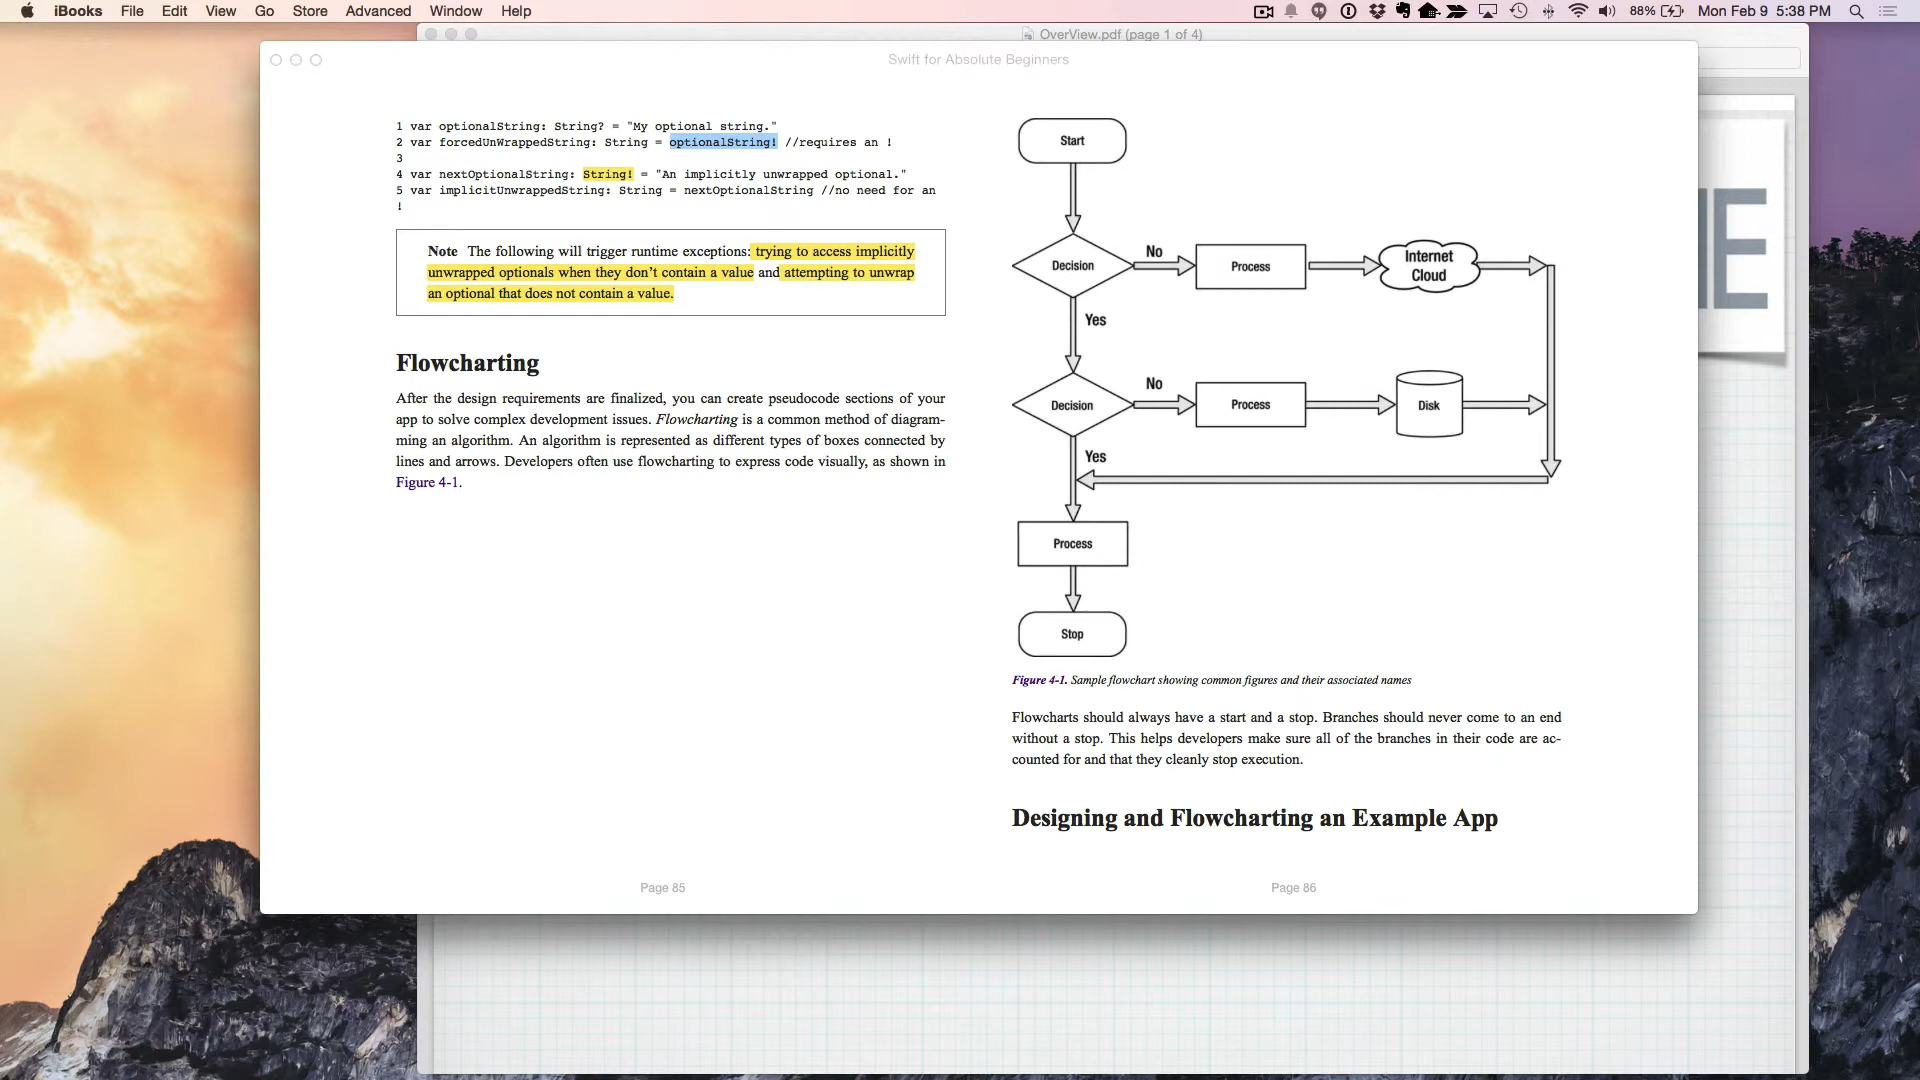 iBooks File Edit View Go Store Advanced Window Help 88% Mon Feb 9 5:38 PM
OverView.pdf (page 1 of 4)
Swift for Absolute Beginners
1 var optionalString: String? = "My optional string."
2 var forcedUnWrappedString: String = optionalString! //requires an !
3
4 var nextOptionalString: String! = "An implicitly unwrapped optional."
5 var implicitUnwrappedString: String = nextOptionalString //no need for an
!
Note The following will trigger runtime exceptions: trying to access implicitly
unwrapped optionals when they don’t contain a value and attempting to unwrap
an optional that does not contain a value.
Flowcharting
After the design requirements are finalized, you can create pseudocode sections of your
app to solve complex development issues. Flowcharting is a common method of diagram-
ming an algorithm. An algorithm is represented as different types of boxes connected by
lines and arrows. Developers often use flowcharting to express code visually, as shown in
Figure 4-1.
Page 85
Start
Decision
No
Process
Internet
Cloud
Yes
Decision
No
Process
Disk
Yes
Process
Stop
Figure 4-1. Sample flowchart showing common figures and their associated names
Flowcharts should always have a start and a stop. Branches should never come to an end
without a stop. This helps developers make sure all of the branches in their code are ac-
counted for and that they cleanly stop execution.
Designing and Flowcharting an Example App
Page 86